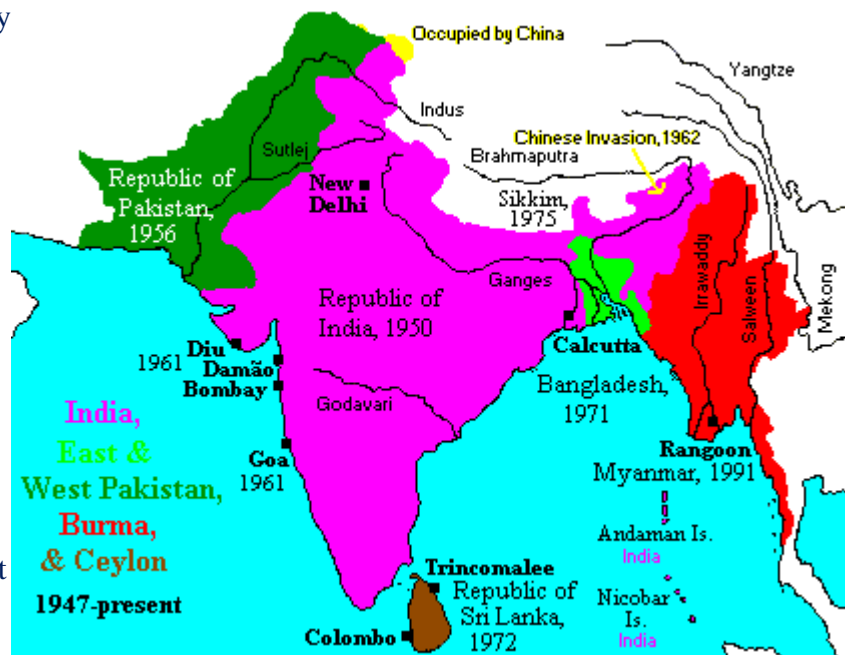 y
Occupied by China
Yangtze
Indus
Chinese Invasion,1962
Brahmaputra
Sutlej
Republic of
Pakistan,
1956
New
Delhi
Sikkim,
1975
Irrawaddy
Salween
Mekong
Ganges
Republic of
India, 1950
Diu
1961
Damão
Bombay
Calcutta
Bangladesh,
1971
Godavari
India,
East &
West Pakistan,
Burma,
& Ceylon
1947-present
Goa
1961
Rangoon
Myanmar, 1991
Andaman Is.
India
Trincomalee
Republic of
Sri Lanka,
1972
Nicobar
Is.
India
Colombo
t